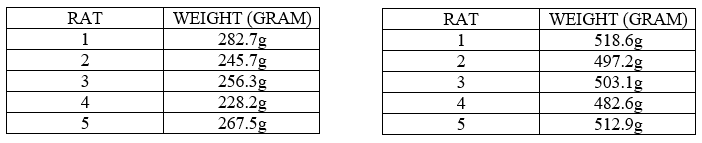 RAT WEIGHT (GRAM)
1 282.7g
2 245.7g
3 256.3g
4 228.2g
5 267.5g
RAT WEIGHT (GRAM)
1 518.6g
2 497.2g
3 503.1g
4 482.6g
5 512.9g